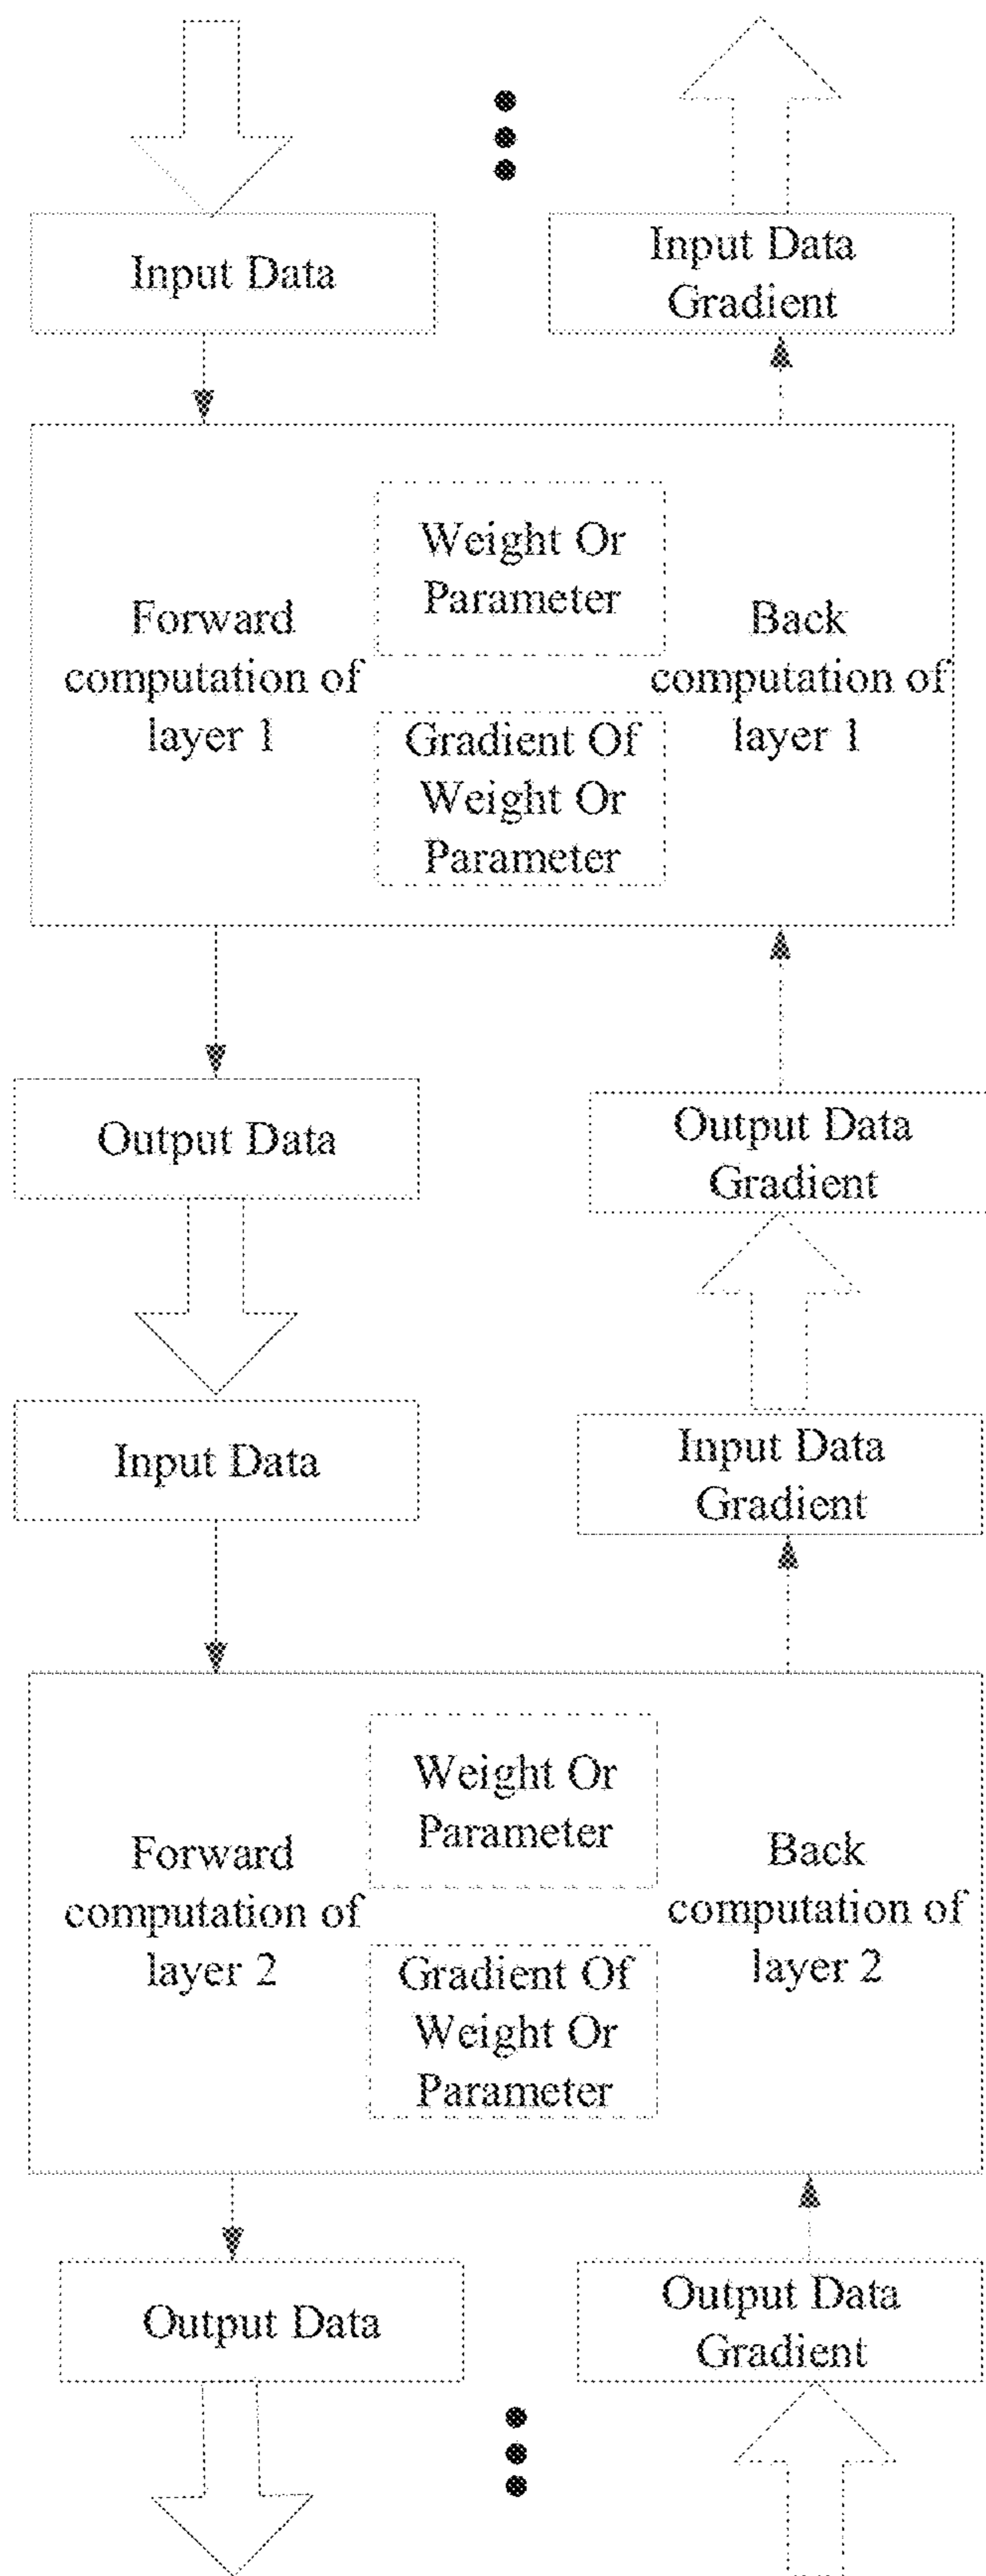 Input Data
Input Data
Gradient
Weight Or
Parameter
Forward
computation of
layer 1
Back
computation of
layer 1
Gradient Of
Weight Or
Parameter
Output Data
Output Data
Gradient
Input Data
Input Data
Gradient
Weight Or
Parameter
Forward
computation of
layer 2
Back
computation of
layer 2
Gradient Of
Weight Or
Parameter
Output Data
Output Data
Gradient